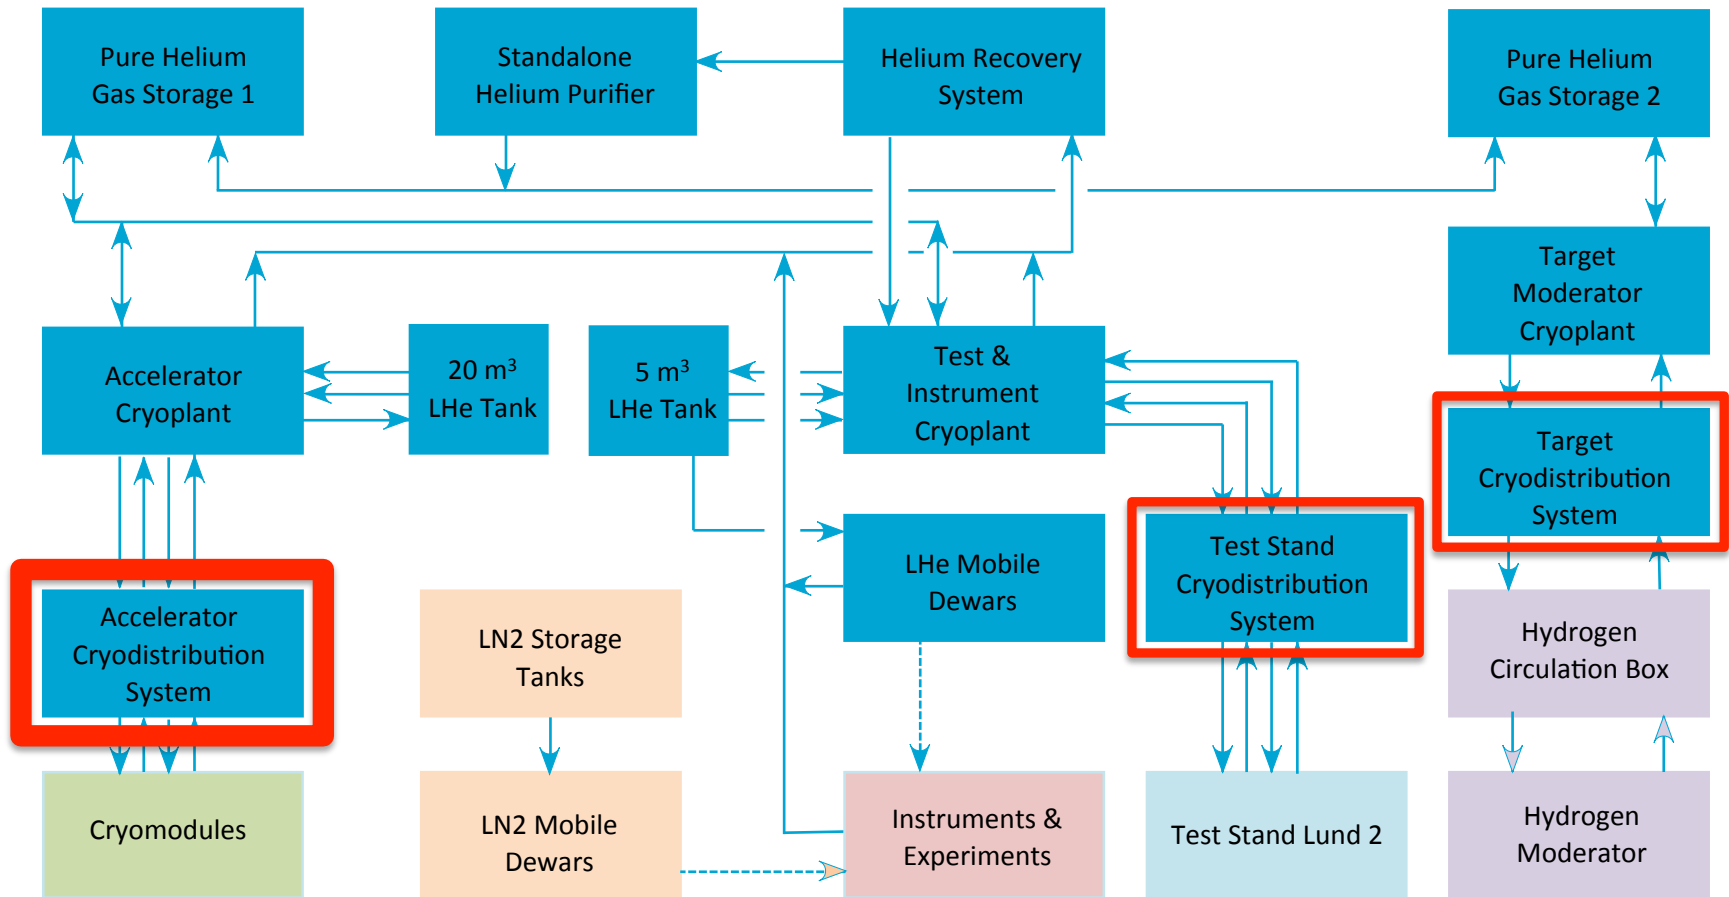 Pure Helium
Gas Storage 1
Standalone
Helium Purifier
Helium Recovery
System
Pure Helium
Gas Storage 2
Target
Moderator
Cryoplant
Accelerator
Cryoplant
20 m³
LHe Tank
5 m³
LHe Tank
Test &
Instrument
Cryoplant
Target
Cryodistribution
System
Accelerator
Cryodistribution
System
LN2 Storage
Tanks
LHe Mobile
Dewars
Test Stand
Cryodistribution
System
Hydrogen
Circulation Box
Cryomodules
LN2 Mobile
Dewars
Instruments &
Experiments
Test Stand Lund 2
Hydrogen
Moderator